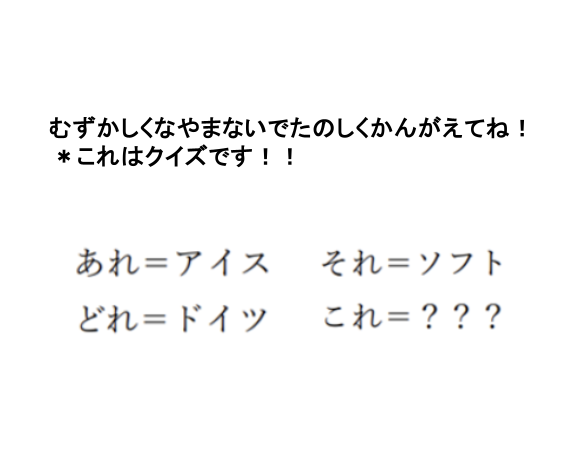 むずかしくなやまないでたのしくかんがえてね！
＊これはクイズです！！
あれ＝アイス　それ＝ソフト
どれ＝ドイツ　これ＝？？？